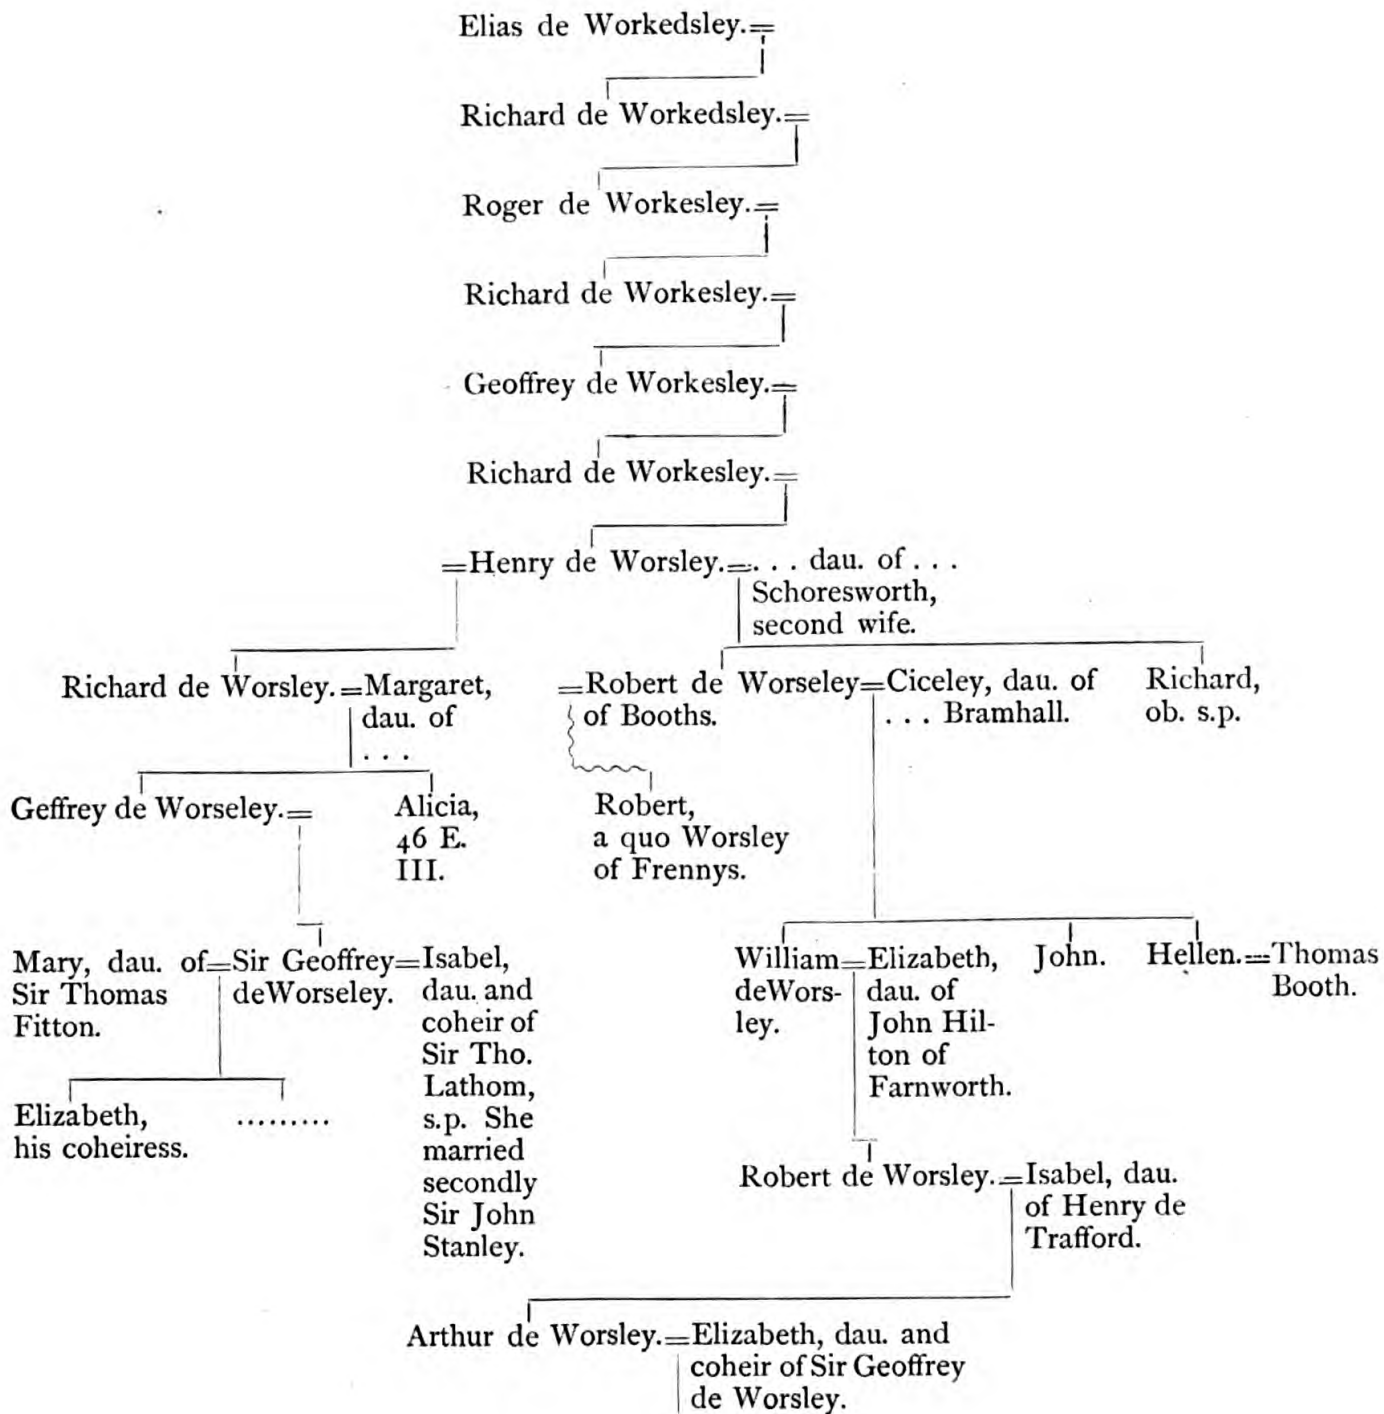 Elias de Workedsley.=
Richard de Workedsley.=
Roger de Workesley.=
Richard de Workesley.=
Geoffrey de Workesley.=
Richard de Workesley.=
=Henry de Worsley.=. . . dau. of . . .
Schoresworth,
second wife.
Richard de Worsley.=Margaret,
dau. of
. . .
=Robert de Worseley=Ciceley, dau. of
of Booths.
. . . Bramhall.
Richard,
ob. s.p.
Geffrey de Worseley.=
Alicia,
46 E.
III.
Robert,
a quo Worsley
of Frennys.
Mary, dau. of=Sir Geoffrey=Isabel,
Sir Thomas
Fitton.
deWorseley.
dau. and
coheir of
Sir Tho.
Lathom,
s.p. She
married
secondly
Sir John
Stanley.
William=Elizabeth,
deWors-
ley.
dau. of
John Hil-
ton of
Farnworth.
John.
Hellen.=Thomas
Booth.
Elizabeth,
his coheiress.
.........
Robert de Worsley.=Isabel, dau.
of Henry de
Trafford.
Arthur de Worsley.=Elizabeth, dau. and
coheir of Sir Geoffrey
de Worsley.